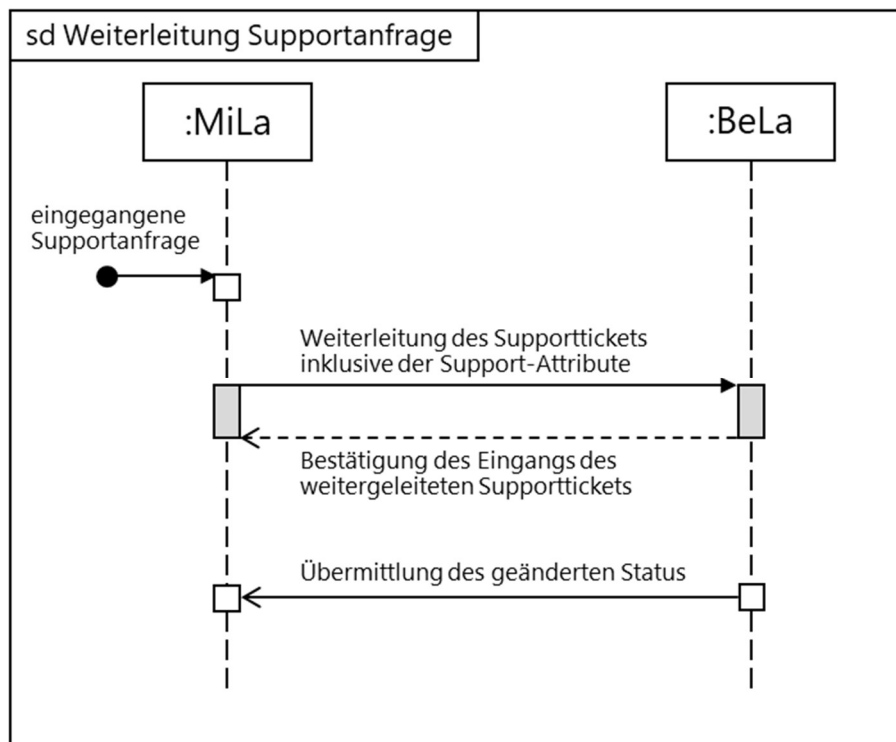 sd Weiterleitung Supportanfrage
:MiLa
:BeLa
eingegangene
Supportanfrage
Weiterleitung des Supporttickets
inklusive der Support-Attribute
Bestätigung des Eingangs des
weitergeleiteten Supporttickets
Übermittlung des geänderten Status